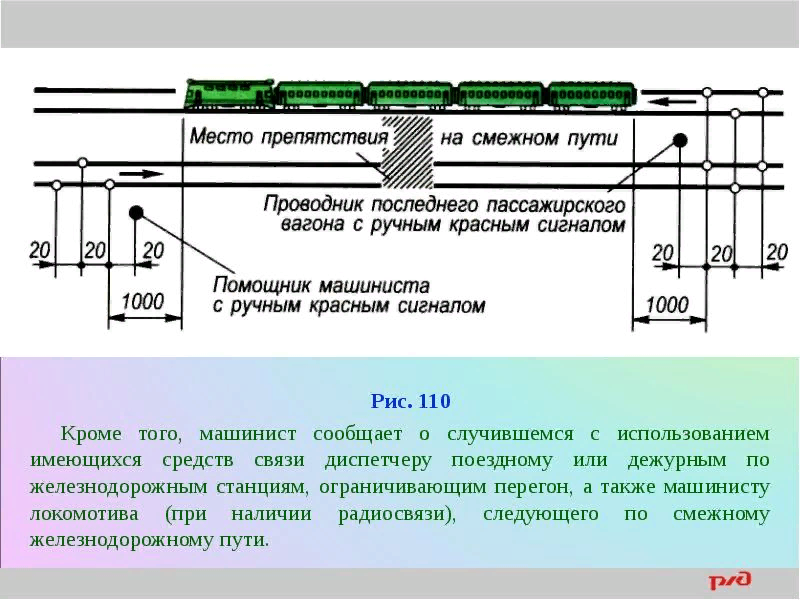 Место препятствия на смежном пути
Проводник последнего пассажирского
вагона с ручным красным сигналом
20 20 20
20 20 20
Помощник машиниста
с ручным красным сигналом
1000
1000
Рис. 110
Кроме того, машинист сообщает о случившемся с использованием
имеющихся средств связи диспетчеру поездному или дежурным по
железнодорожным станциям, ограничивающим перегон, а также машинисту
локомотива (при наличии радиосвязи), следующего по смежному
железнодорожному пути.
ржд